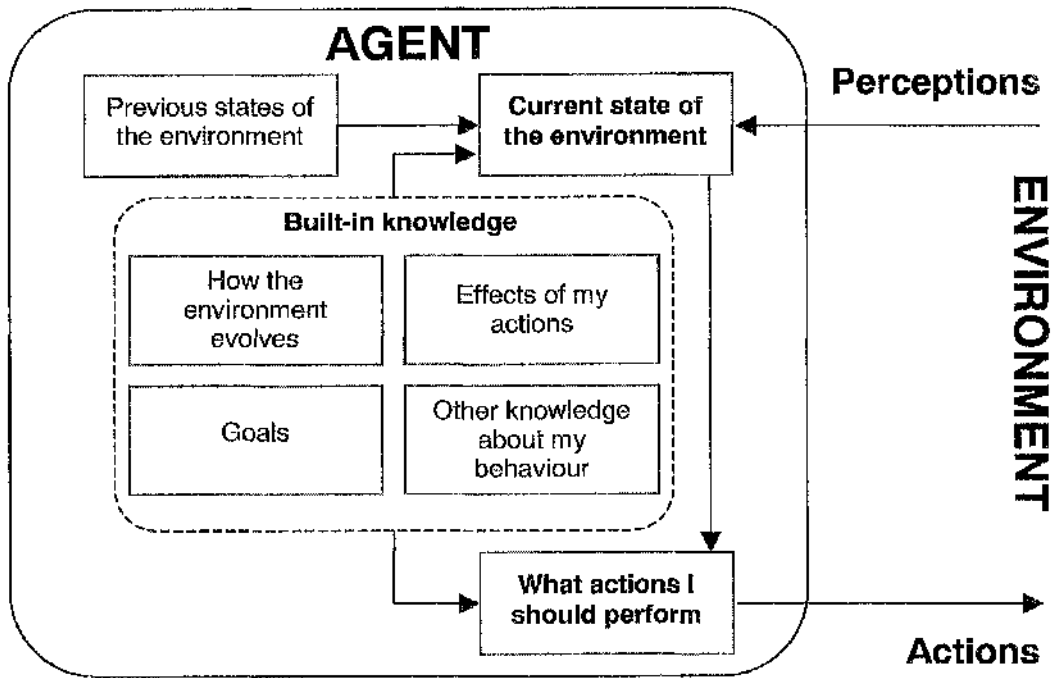 AGENT
Previous states of
the environment
Current state of
the environment
Perceptions
Built-in knowledge
How the
environment
evolves
Effects of my
actions
Goals
Other knowledge
about my
behaviour
ENVIRONMENT
What actions I
should perform
Actions